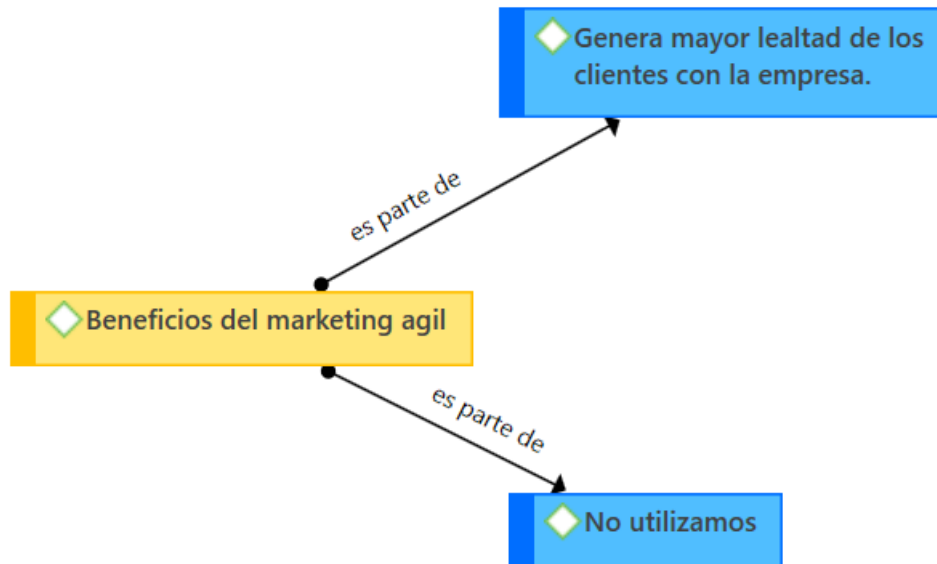 Genera mayor lealtad de los
clientes con la empresa.
es parte de
Beneficios del marketing agil
es parte de
No utilizamos